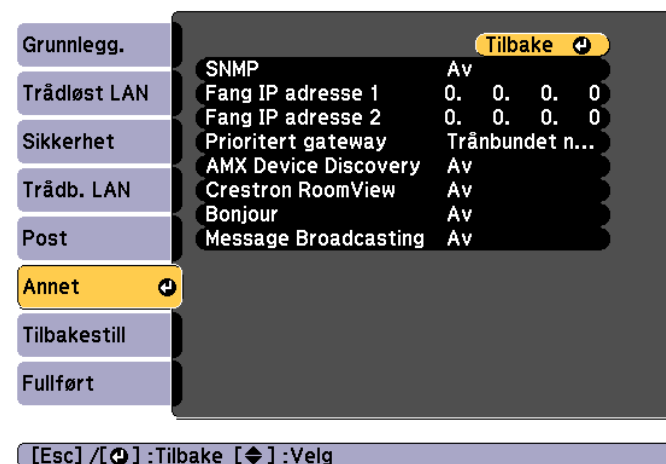 Grunnlegg.
Trådløst LAN
Sikkerhet
Trådb. LAN
Post
Annet
Tilbakestill
Fullført
Tilbake
SNMP Av
Fang IP adresse 1 0. 0. 0. 0
Fang IP adresse 2 0. 0. 0. 0
Prioritert gateway Trånbundet n...
AMX Device Discovery Av
Crestron RoomView Av
Bonjour Av
Message Broadcasting Av
[Esc] /[⏎] :Tilbake [◆] :Velg